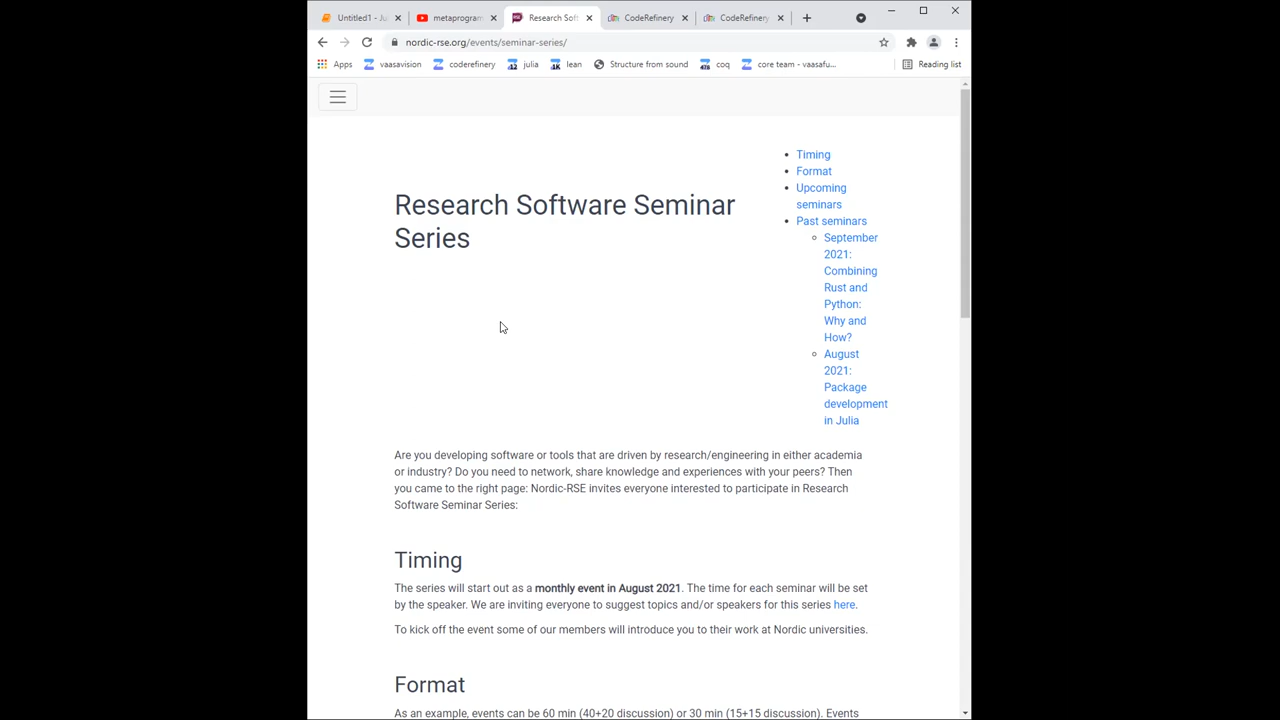 Untitled1 - Ju
metaprogram
Research Soft
CodeRefinery
CodeRefinery
nordic-rse.org/events/seminar-series/
Apps
vaasavision
coderefinery
julia
lean
Structure from sound
coq
core team - vaasafu...
Reading list
Timing
Format
Upcoming
seminars
Past seminars
September
2021:
Combining
Rust and
Python:
Why and
How?
August
2021:
Package
development
in Julia
Research Software Seminar
Series
Are you developing software or tools that are driven by research/engineering in either academia
or industry? Do you need to network, share knowledge and experiences with your peers? Then
you came to the right page: Nordic-RSE invites everyone interested to participate in Research
Software Seminar Series:
Timing
The series will start out as a monthly event in August 2021. The time for each seminar will be set
by the speaker. We are inviting everyone to suggest topics and/or speakers for this series here.
To kick off the event some of our members will introduce you to their work at Nordic universities.
Format
As an example, events can be 60 min (40+20 discussion) or 30 min (15+15 discussion). Events